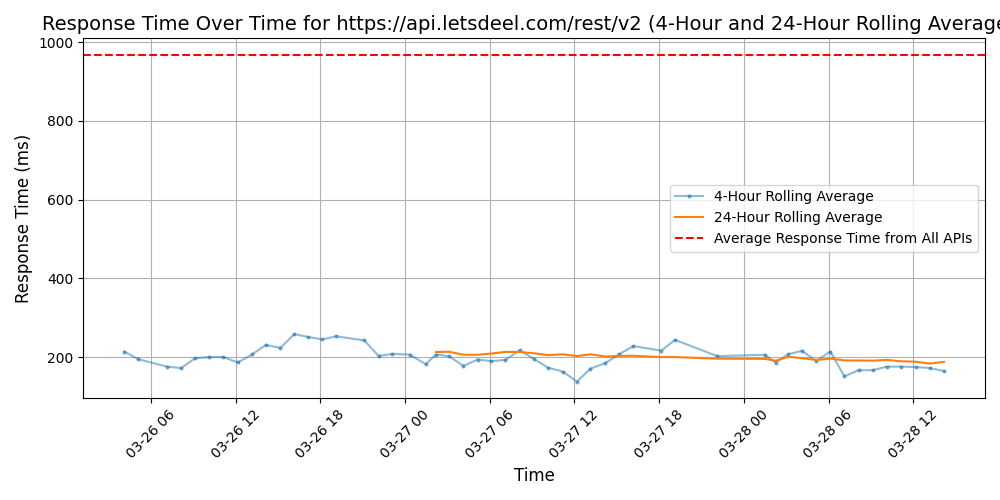 Response Time Over Time for https://api.letsdeel.com/rest/v2 (4-Hour and 24-Hour Rolling Average
1000
800
600
400
200
Response Time (ms)
4-Hour Rolling Average
24-Hour Rolling Average
Average Response Time from All APIs
03-26 06
03-26 12
03-26 18
03-27 00
03-27 06
03-27 12
03-27 18
03-28 00
03-28 06
03-28 12
Time